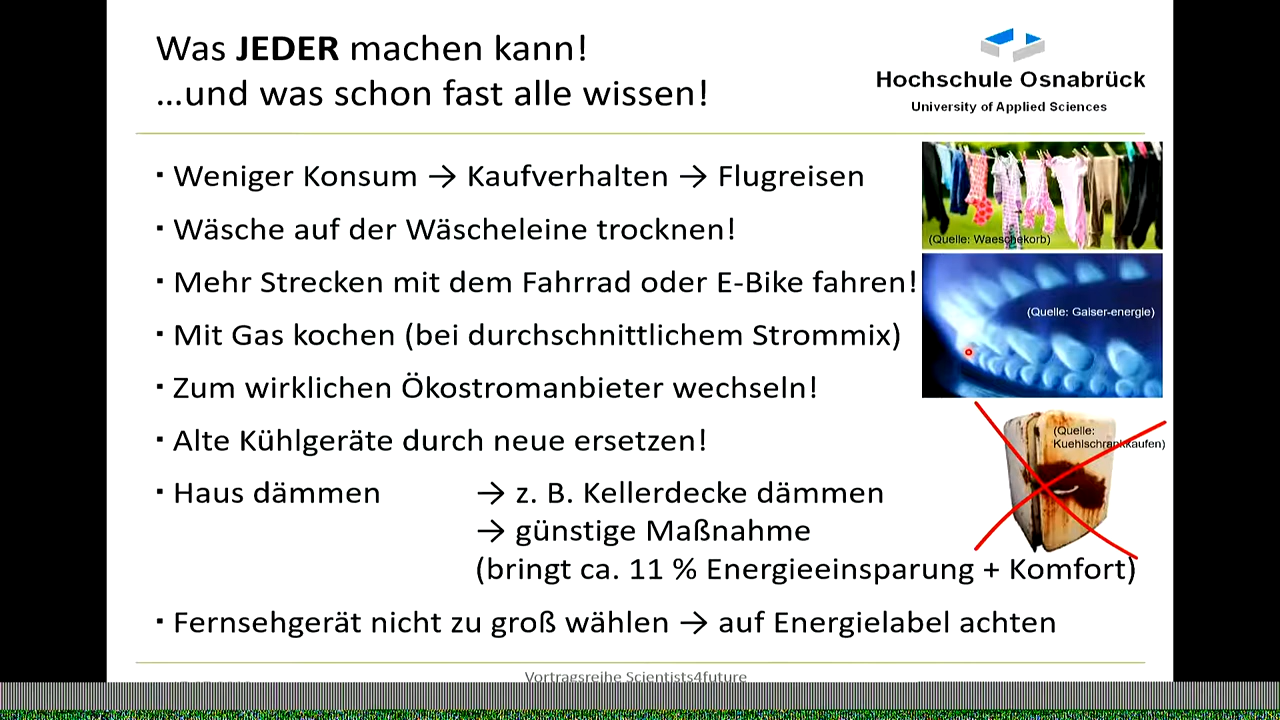 Was JEDER machen kann!
...und was schon fast alle wissen!
Hochschule Osnabrück
University of Applied Sciences
▪ Weniger Konsum → Kaufverhalten → Flugreisen
▪ Wäsche auf der Wäscheleine trocknen!
▪ Mehr Strecken mit dem Fahrrad oder E-Bike fahren!
▪ Mit Gas kochen (bei durchschnittlichem Strommix)
▪ Zum wirklichen Ökostromanbieter wechseln!
▪ Alte Kühlgeräte durch neue ersetzen!
▪ Haus dämmen → z. B. Kellerdecke dämmen
→ günstige Maßnahme
(bringt ca. 11 % Energieeinsparung + Komfort)
▪ Fernsehgerät nicht zu groß wählen → auf Energielabel achten
(Quelle: Waeschekorb)
(Quelle: Galser-energie)
(Quelle:
Kuehlschrankkaufen)
Vortragsreihe Scientists4future